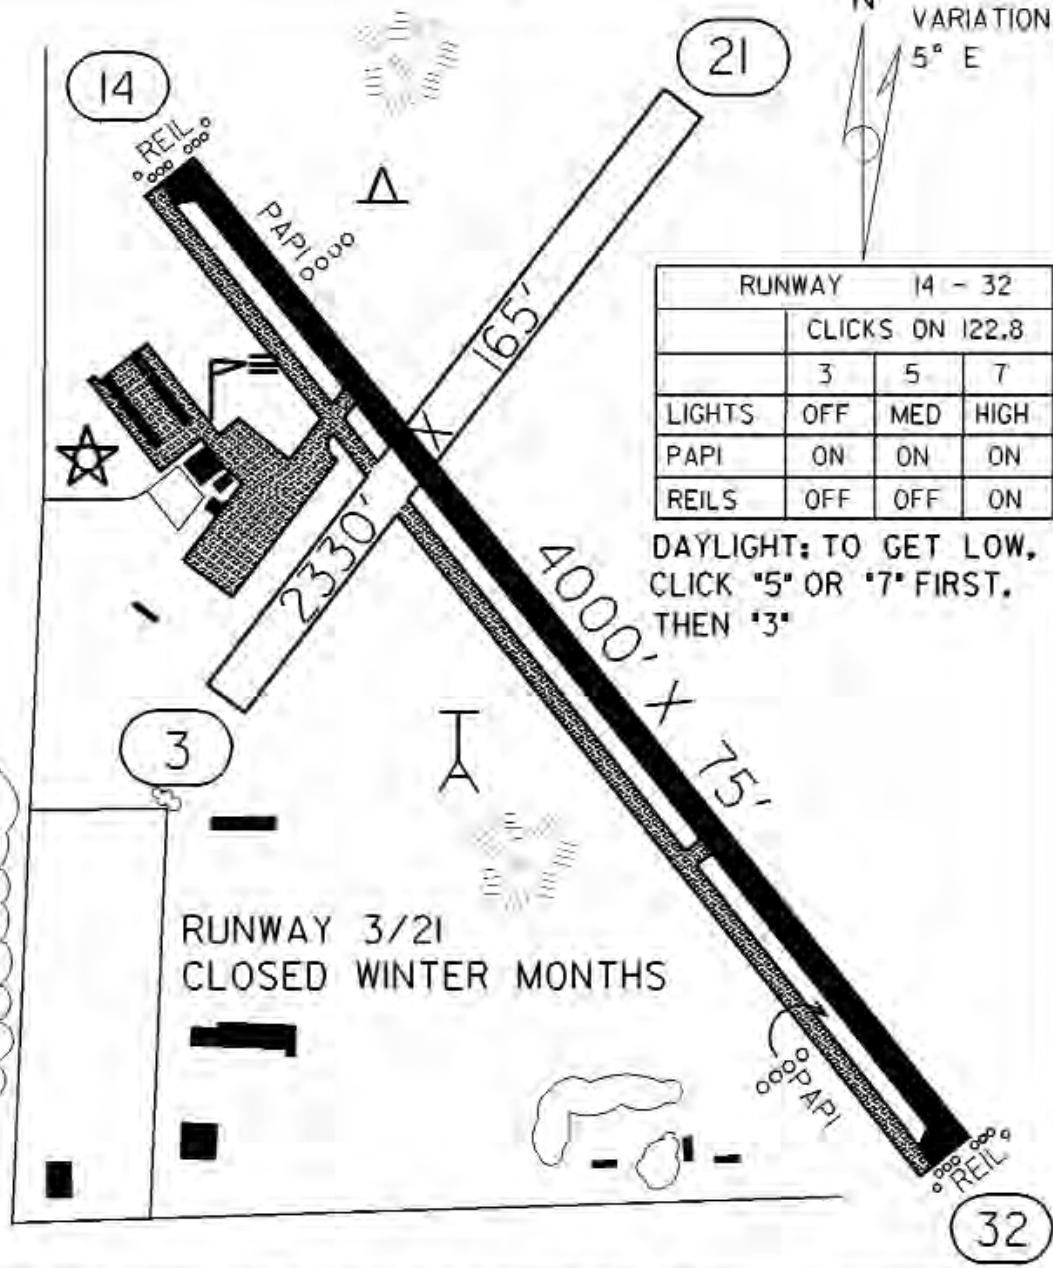 N
VARIATION
5° E
14
21
REIL
PAPI
165'
RUNWAY 14 - 32
CLICKS ON 122.8
3 5 7
LIGHTS OFF MED HIGH
PAPI ON ON ON
REILS OFF OFF ON
DAYLIGHT: TO GET LOW,
CLICK "5" OR "7" FIRST.
THEN "3"
2330'
4000' X 75'
3
RUNWAY 3/21
CLOSED WINTER MONTHS
PAPI
REIL
32